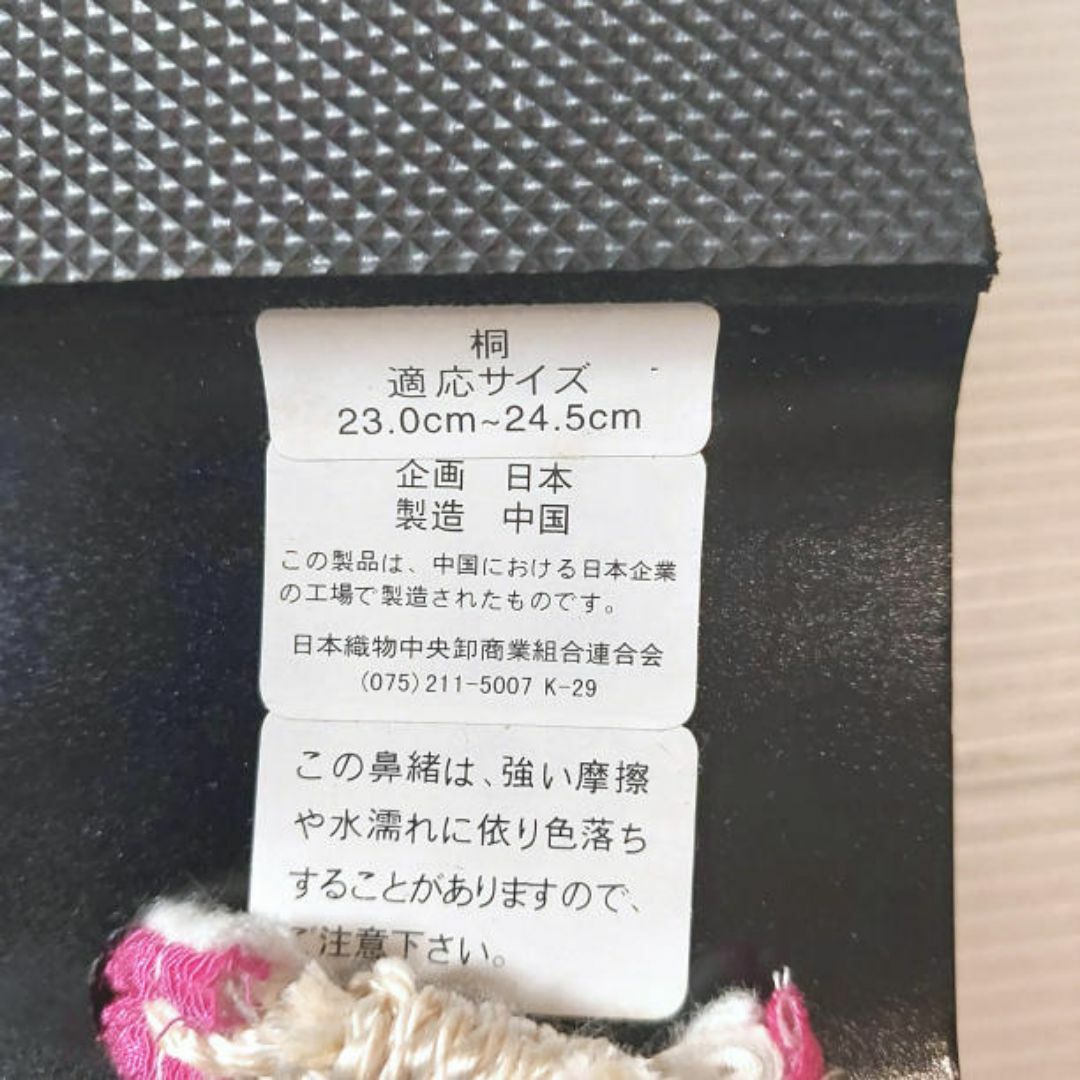 桐
適応サイズ
23.0cm~24.5cm
企画 日本
製造 中国
この製品は、中国における日本企業
の工場で製造されたものです。
日本織物中央卸商業組合連合会
(075)211-5007 K-29
この鼻緒は、強い摩擦
や水濡れに依り色落ち
することがありますので、
ご注意下さい。